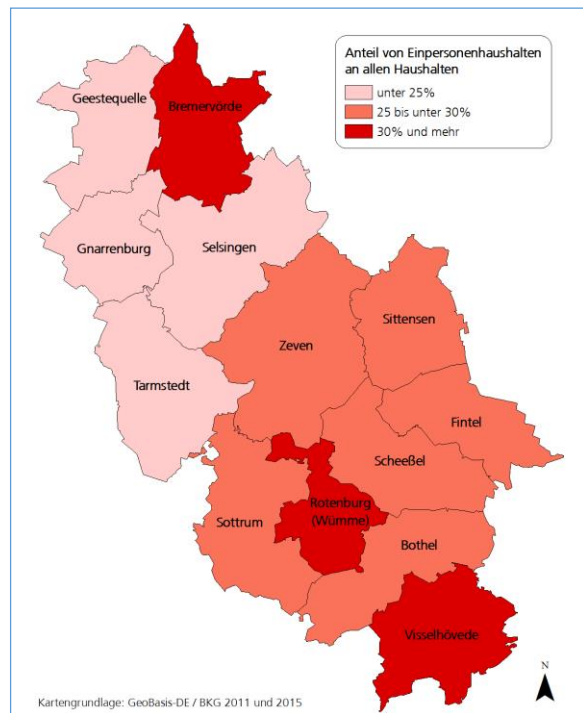 Anteil von Einpersonenhaushalten
an allen Haushalten
unter 25%
25 bis unter 30%
30% und mehr
Geestequelle
Bremervörde
Gnarrenburg
Selsingen
Sittensen
Zeven
Tarmstedt
Fintel
Scheeßel
Rotenburg
(Wümme)
Sottrum
Bothel
Visselhövede
N
Kartengrundlage: GeoBasis-DE / BKG 2011 und 2015